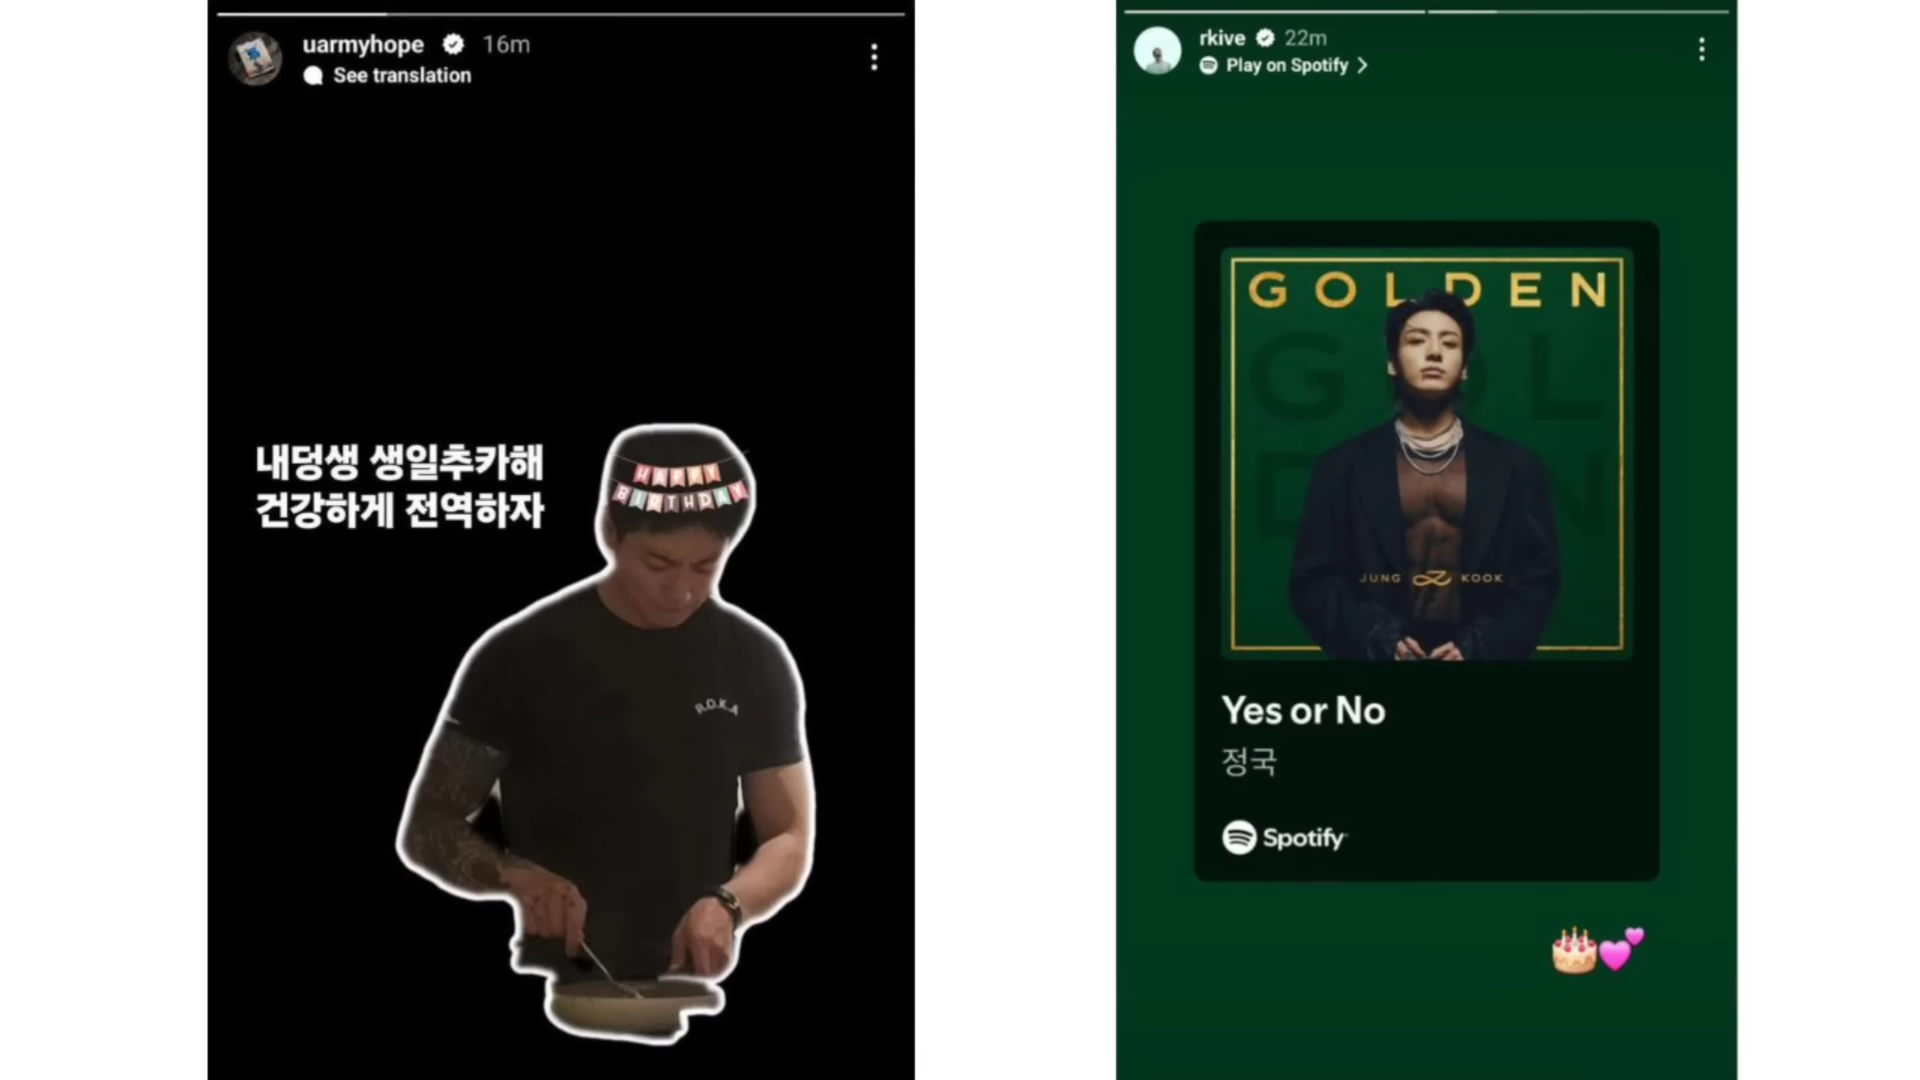 uarmyhope 16m
See translation
내덩생 생일추카해
건강하게 전역하자
HAPPY
BIRTHDAY
R.O.K.A
rkive 22m
Play on Spotify
GOLDEN
GOL
D N
JUNG KOOK
Yes or No
정국
Spotify